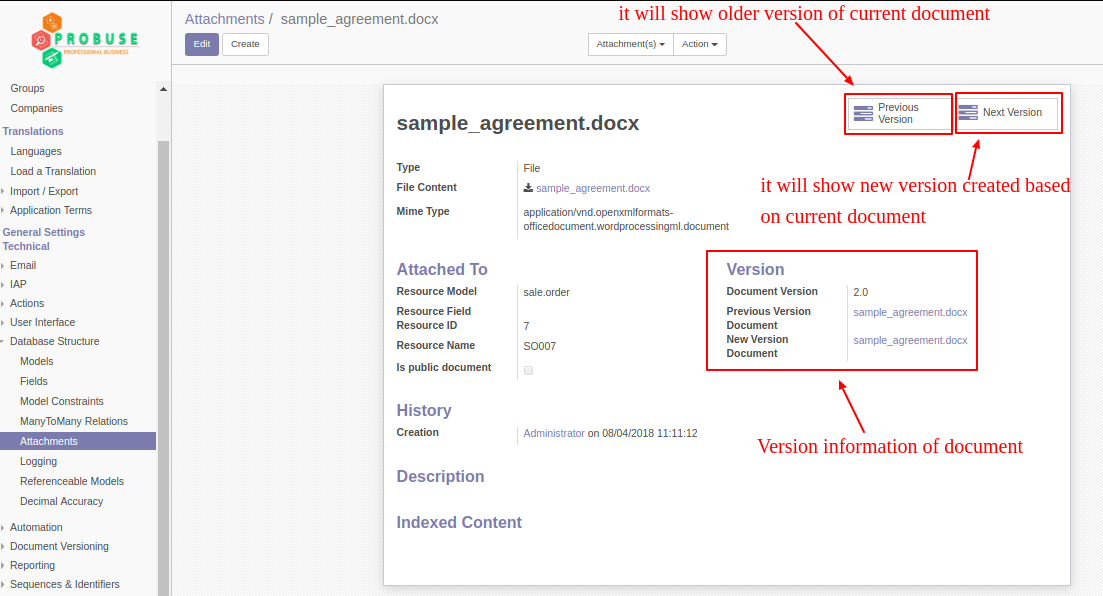 it will show older version of current document
PROBUSE
PROFESSIONAL BUSINESS
Attachments / sample_agreement.docx
Edit
Create
Attachment(s)
Action
Groups
Companies
Translations
Languages
Load a Translation
Import / Export
Application Terms
General Settings
Technical
Email
IAP
Actions
User Interface
Database Structure
Models
Fields
Model Constraints
ManyToMany Relations
Attachments
Logging
Referenceable Models
Decimal Accuracy
Automation
Document Versioning
Reporting
Sequences & Identifiers
Previous
Version
Next Version
sample_agreement.docx
Type File
File Content sample_agreement.docx
Mime Type application/vnd.openxmlformats-
officedocument.wordprocessingml.document
it will show new version created based
on current document
Attached To
Resource Model sale.order
Resource Field
Resource ID 7
Resource Name SO007
Is public document
Version
Document Version 2.0
Previous Version sample_agreement.docx
Document
New Version sample_agreement.docx
Document
Version information of document
History
Creation Administrator on 08/04/2018 11:11:12
Description
Indexed Content